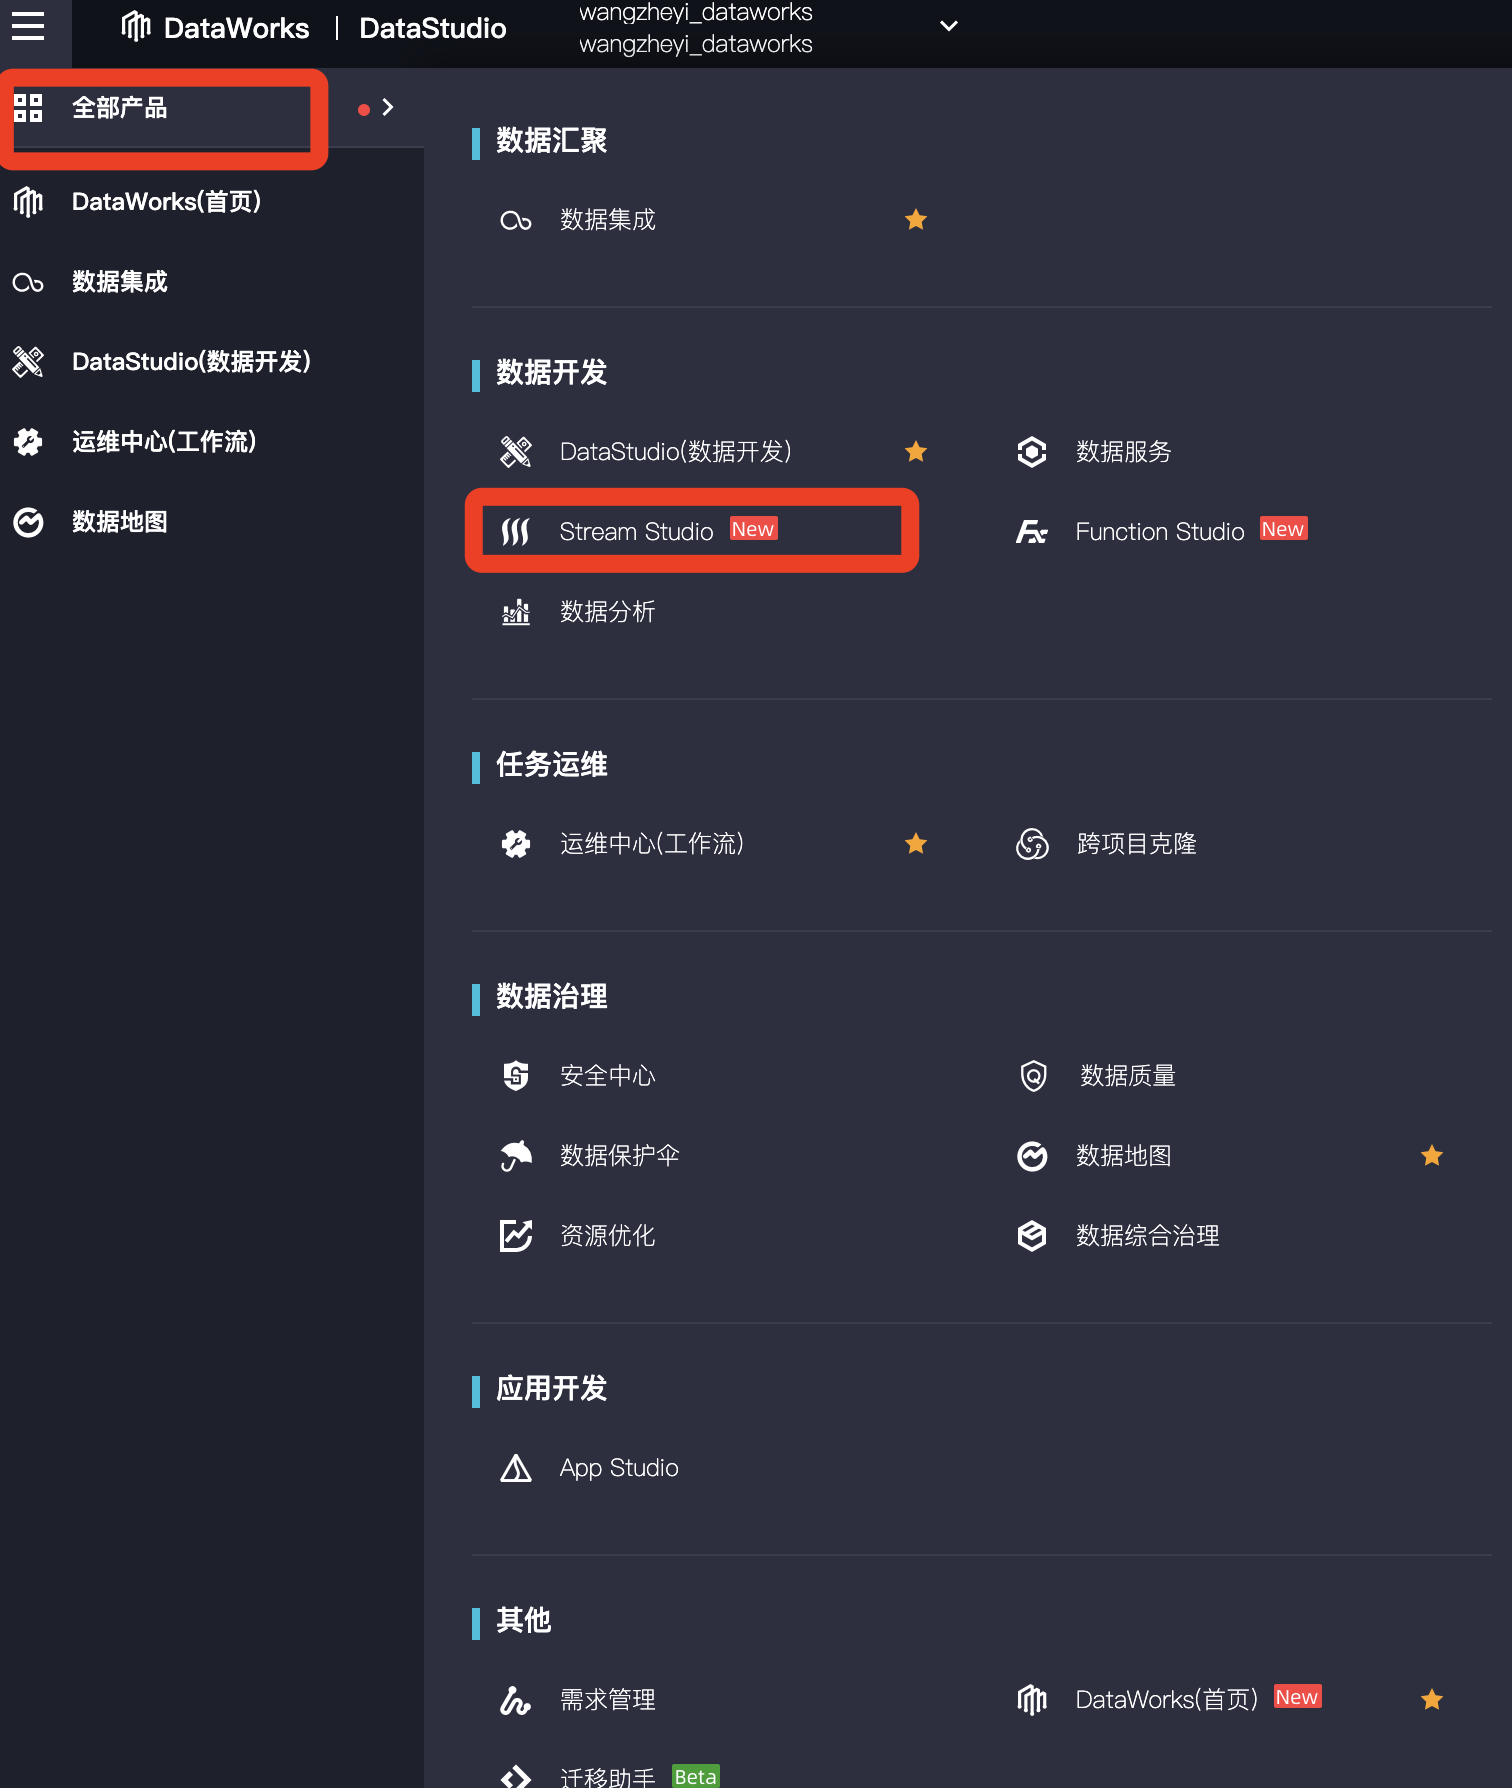 DataWorks | DataStudio
wangzheyi_dataworks
wangzheyi_dataworks
全部产品
DataWorks(首页)
数据集成
DataStudio(数据开发)
运维中心(工作流)
数据地图
数据汇聚
数据集成
数据开发
DataStudio(数据开发)
数据服务
Stream Studio New
Function Studio New
数据分析
任务运维
运维中心(工作流)
跨项目克隆
数据治理
安全中心
数据质量
数据保护伞
数据地图
资源优化
数据综合治理
应用开发
App Studio
其他
需求管理
DataWorks(首页) New
迁移助手 Beta